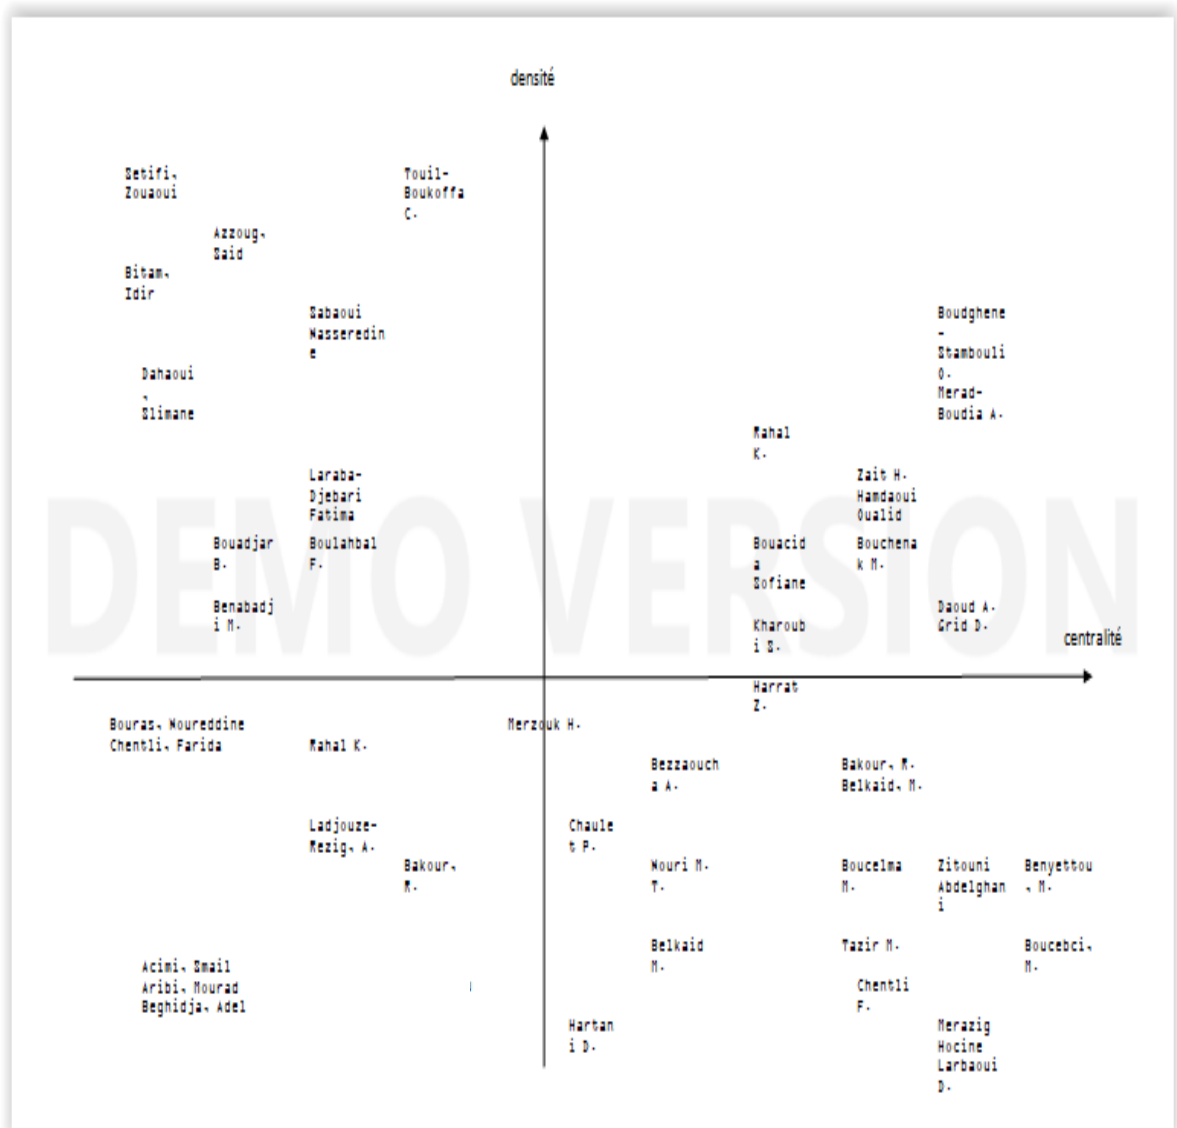 densité
Setifi,
Zouaoui
Touil-
Boukoffa
C.
Azzoug,
Said
Bitam,
Idir
Sabaoui
Nasseredin
e
Boudghene
-
Stambouli
O.
Merad-
Boudia A.
Dahaoui
,
Slimane
Rahal
K.
Laraba-
Djebari
Fatima
Zait H.
Hamdaoui
Oualid
Bouadjar
B.
Boulahbal
F.
Bouacid
a
Sofiane
Bouchena
k M.
Benabadj
i M.
Daoud A.
Grid D.
Kharoub
i S.
centralité
DEMO VERSION
Harrat
Z.
Bouras, Noureddine
Chentli, Farida
Rahal K.
Merzouk H.
Bezzaouch
a A.
Bakour, R.
Belkaid, M.
Ladjouze-
Rezig, A.
Chaule
t P.
Bakour,
R.
Nouri M.
T.
Boucelma
M.
Zitouni
Abdelghan
i
Benyettou
, M.
Belkaid
M.
Tazir M.
Boucebci,
M.
Acimi, Smail
Aribi, Mourad
Beghidja, Adel
Chentli
F.
Hartan
i D.
Merazig
Hocine
Larbaoui
D.